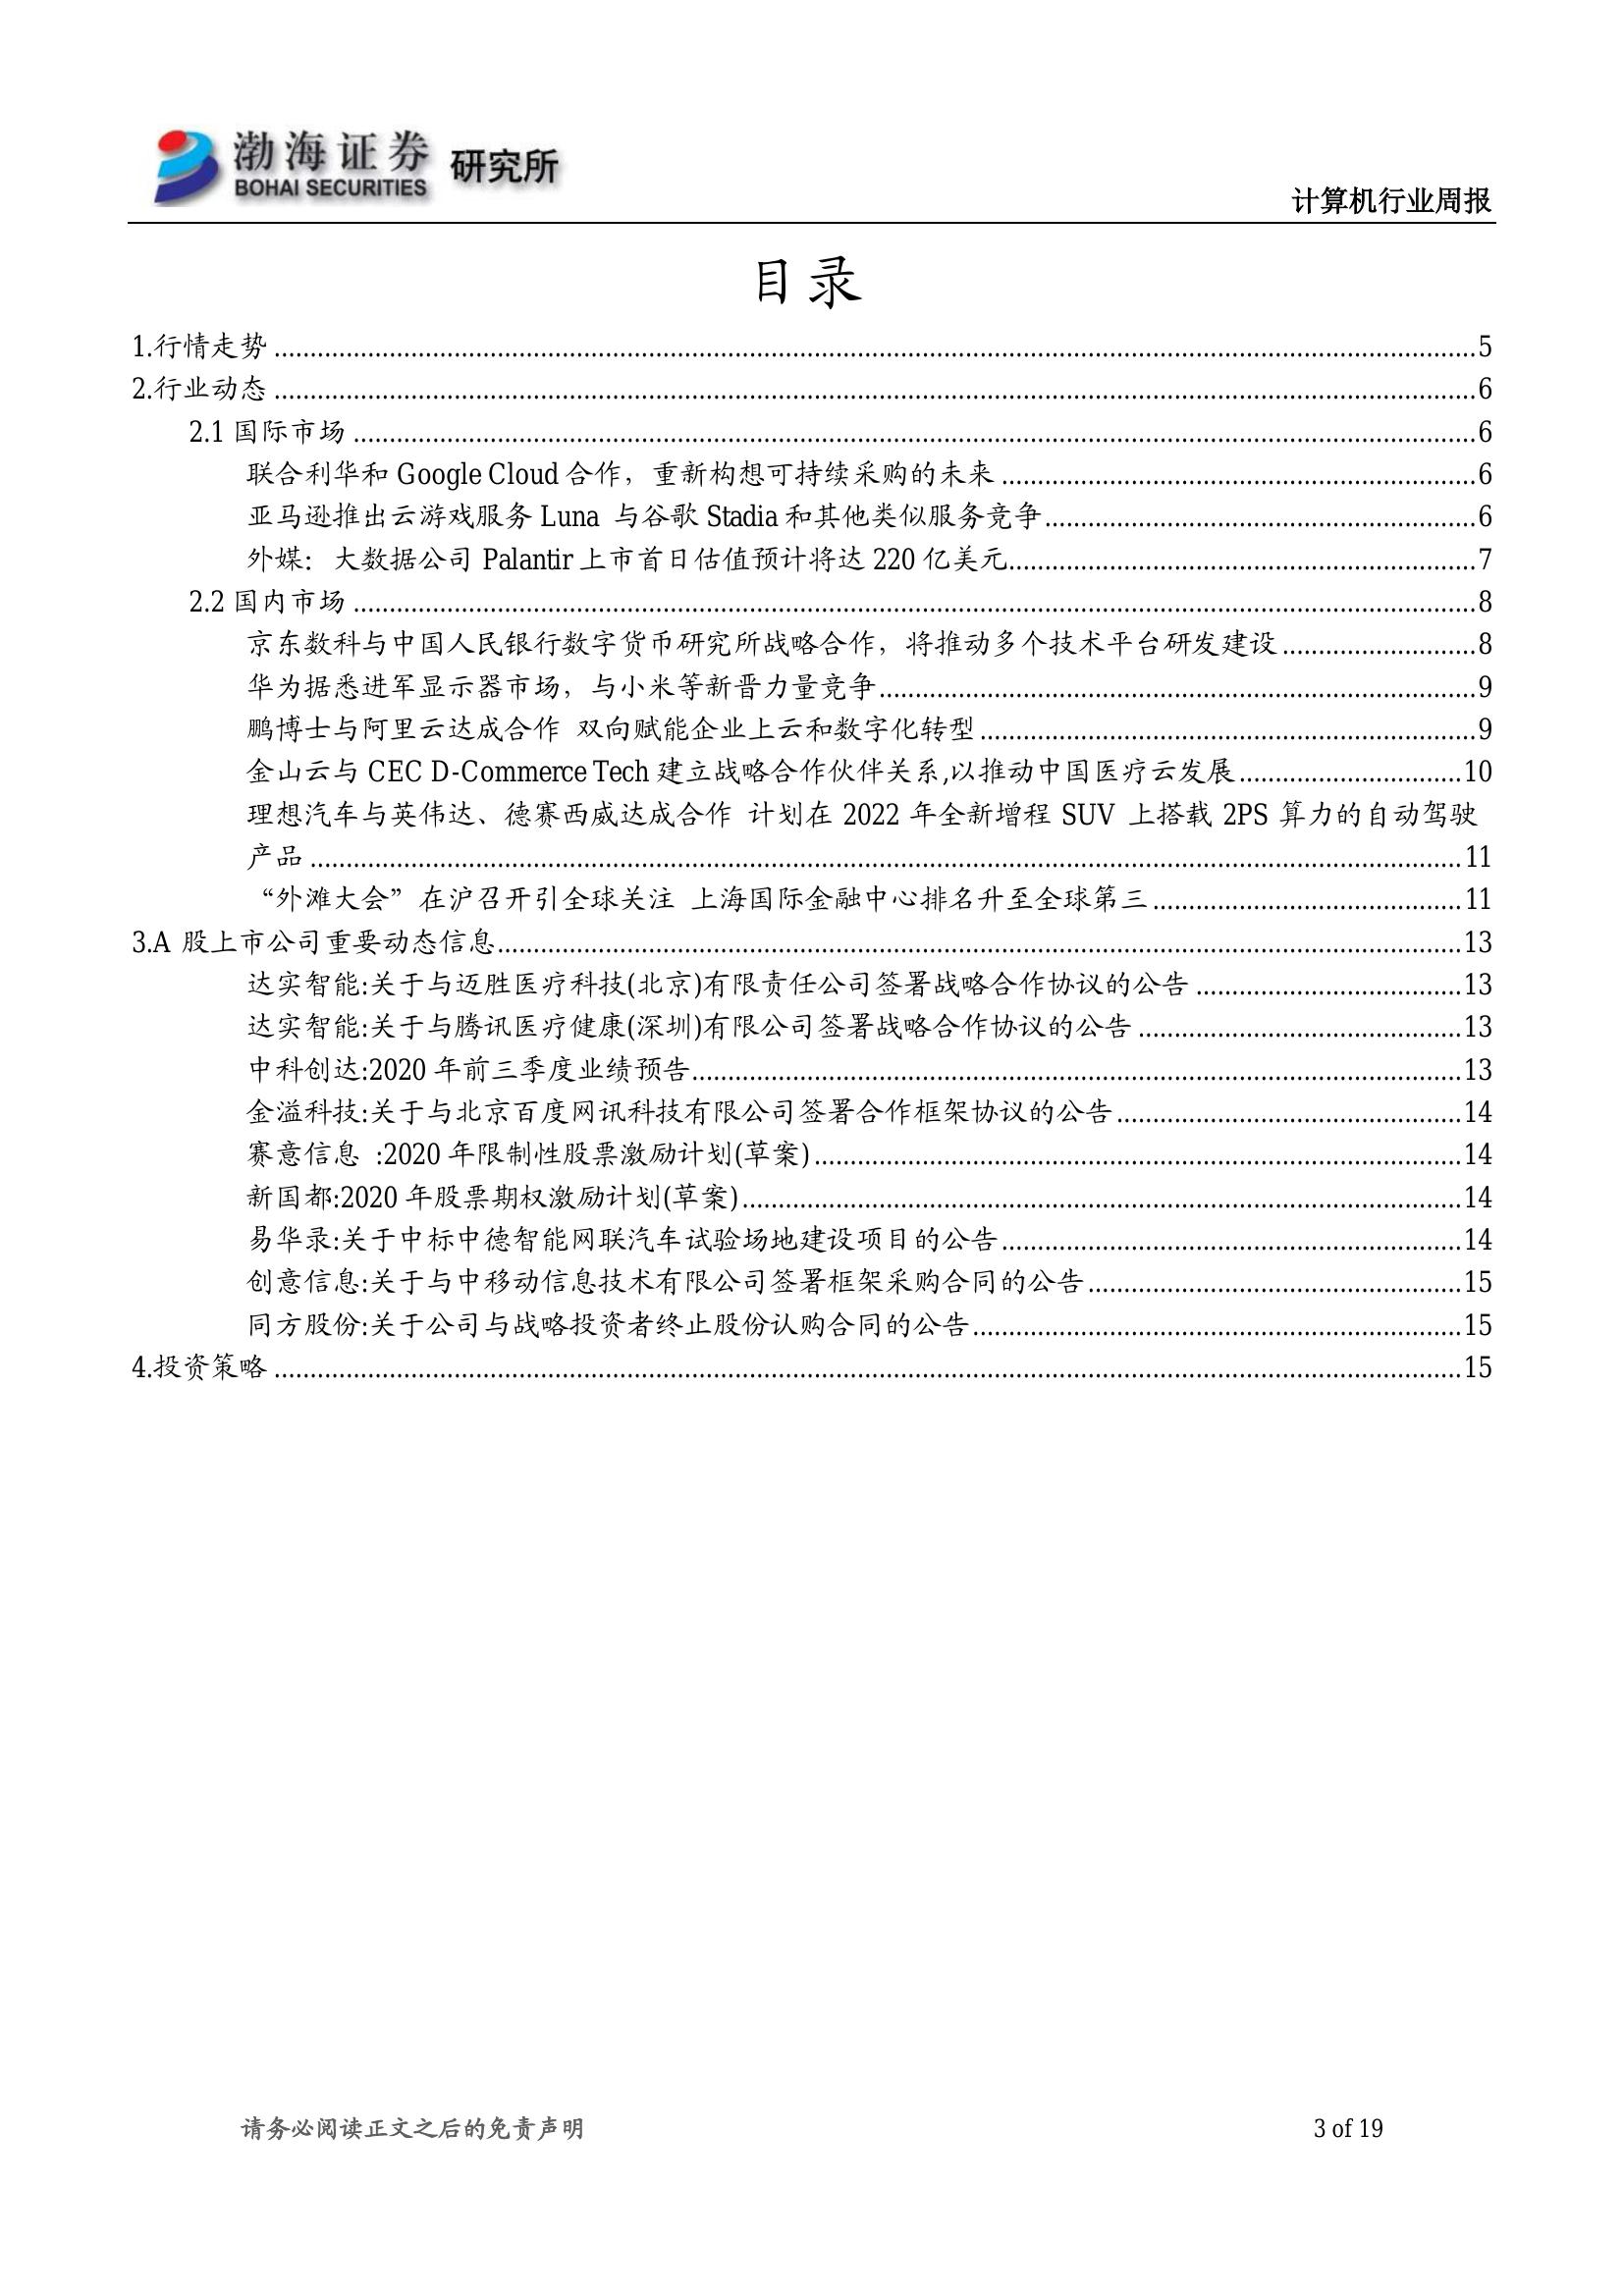 渤海证券 研究所
BOHAI SECURITIES
计算机行业周报
目录
1.行情走势 ........ 5
2.行业动态 ........ 6
2.1 国际市场 ........ 6
联合利华和 Google Cloud 合作，重新构想可持续采购的未来 ........ 6
亚马逊推出云游戏服务 Luna 与谷歌 Stadia 和其他类似服务竞争 ........ 6
外媒：大数据公司 Palantir 上市首日估值预计将达 220 亿美元 ........ 7
2.2 国内市场 ........ 8
京东数科与中国人民银行数字货币研究所战略合作，将推动多个技术平台研发建设 ........ 8
华为据悉进军显示器市场，与小米等新晋力量竞争 ........ 9
鹏博士与阿里云达成合作 双向赋能企业上云和数字化转型 ........ 9
金山云与 CEC D-Commerce Tech 建立战略合作伙伴关系,以推动中国医疗云发展 ........ 10
理想汽车与英伟达、德赛西威达成合作 计划在 2022 年全新增程 SUV 上搭载 2PS 算力的自动驾驶
产品 ........ 11
“外滩大会”在沪召开引全球关注 上海国际金融中心排名升至全球第三 ........ 11
3.A 股上市公司重要动态信息 ........ 13
达实智能:关于与迈胜医疗科技(北京)有限责任公司签署战略合作协议的公告 ........ 13
达实智能:关于与腾讯医疗健康(深圳)有限公司签署战略合作协议的公告 ........ 13
中科创达:2020 年前三季度业绩预告 ........ 13
金溢科技:关于与北京百度网讯科技有限公司签署合作框架协议的公告 ........ 14
赛意信息 :2020 年限制性股票激励计划(草案) ........ 14
新国都:2020 年股票期权激励计划(草案) ........ 14
易华录:关于中标中德智能网联汽车试验场地建设项目的公告 ........ 14
创意信息:关于与中移动信息技术有限公司签署框架采购合同的公告 ........ 15
同方股份:关于公司与战略投资者终止股份认购合同的公告 ........ 15
4.投资策略 ........ 15
请务必阅读正文之后的免责声明 3 of 19